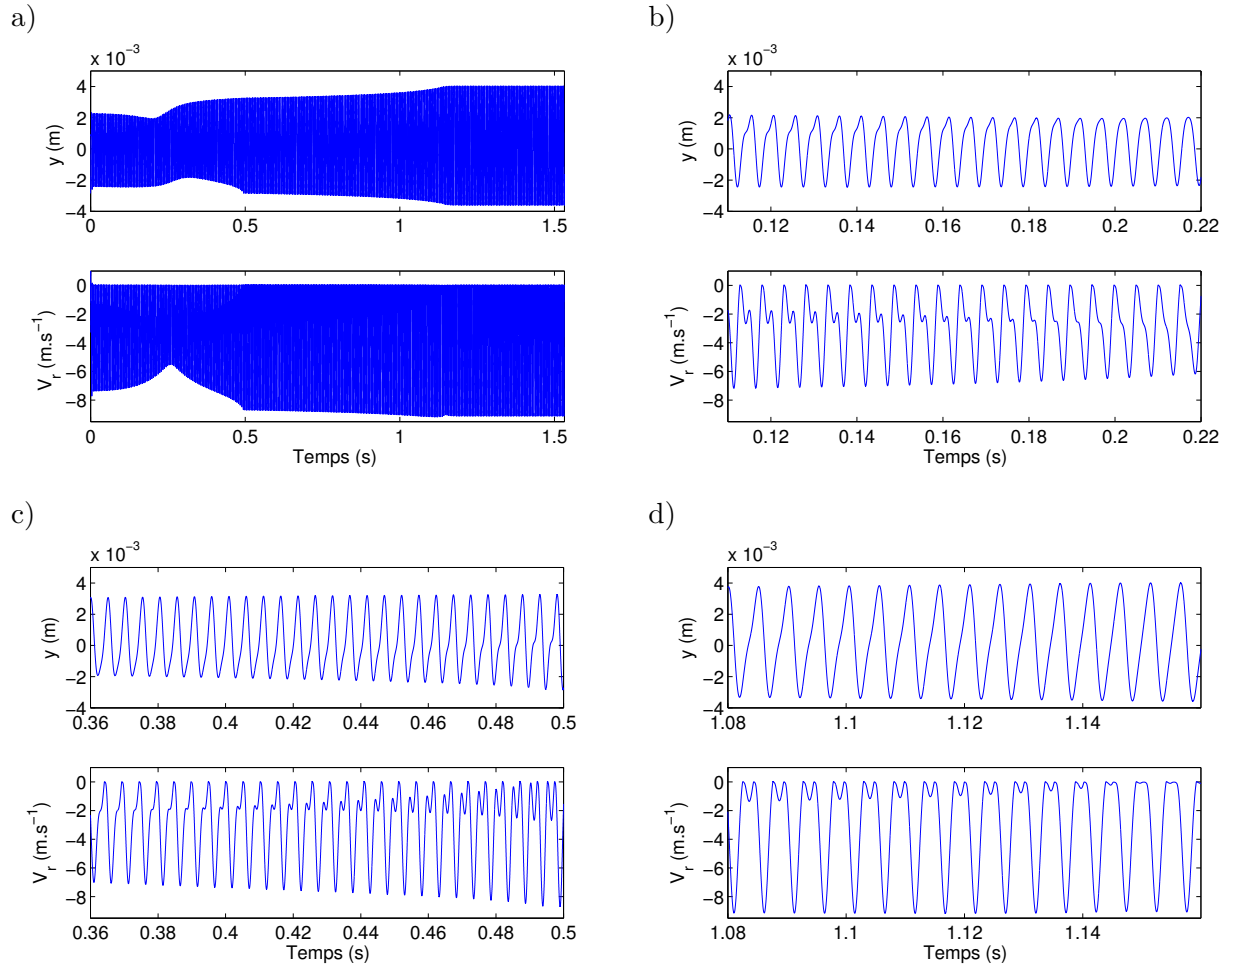 a)
x 10⁻³
y (m)
4
2
0
−2
−4
0 0.5 1 1.5
V_r (m.s⁻¹)
0
−2
−4
−6
−8
0 0.5 1 1.5
Temps (s)
b)
x 10⁻³
y (m)
4
2
0
−2
−4
0.12 0.14 0.16 0.18 0.2 0.22
V_r (m.s⁻¹)
0
−2
−4
−6
−8
0.12 0.14 0.16 0.18 0.2 0.22
Temps (s)
c)
x 10⁻³
y (m)
4
2
0
−2
−4
0.36 0.38 0.4 0.42 0.44 0.46 0.48 0.5
V_r (m.s⁻¹)
0
−2
−4
−6
−8
0.36 0.38 0.4 0.42 0.44 0.46 0.48 0.5
Temps (s)
d)
x 10⁻³
y (m)
4
2
0
−2
−4
1.08 1.1 1.12 1.14
V_r (m.s⁻¹)
0
−2
−4
−6
−8
1.08 1.1 1.12 1.14
Temps (s)